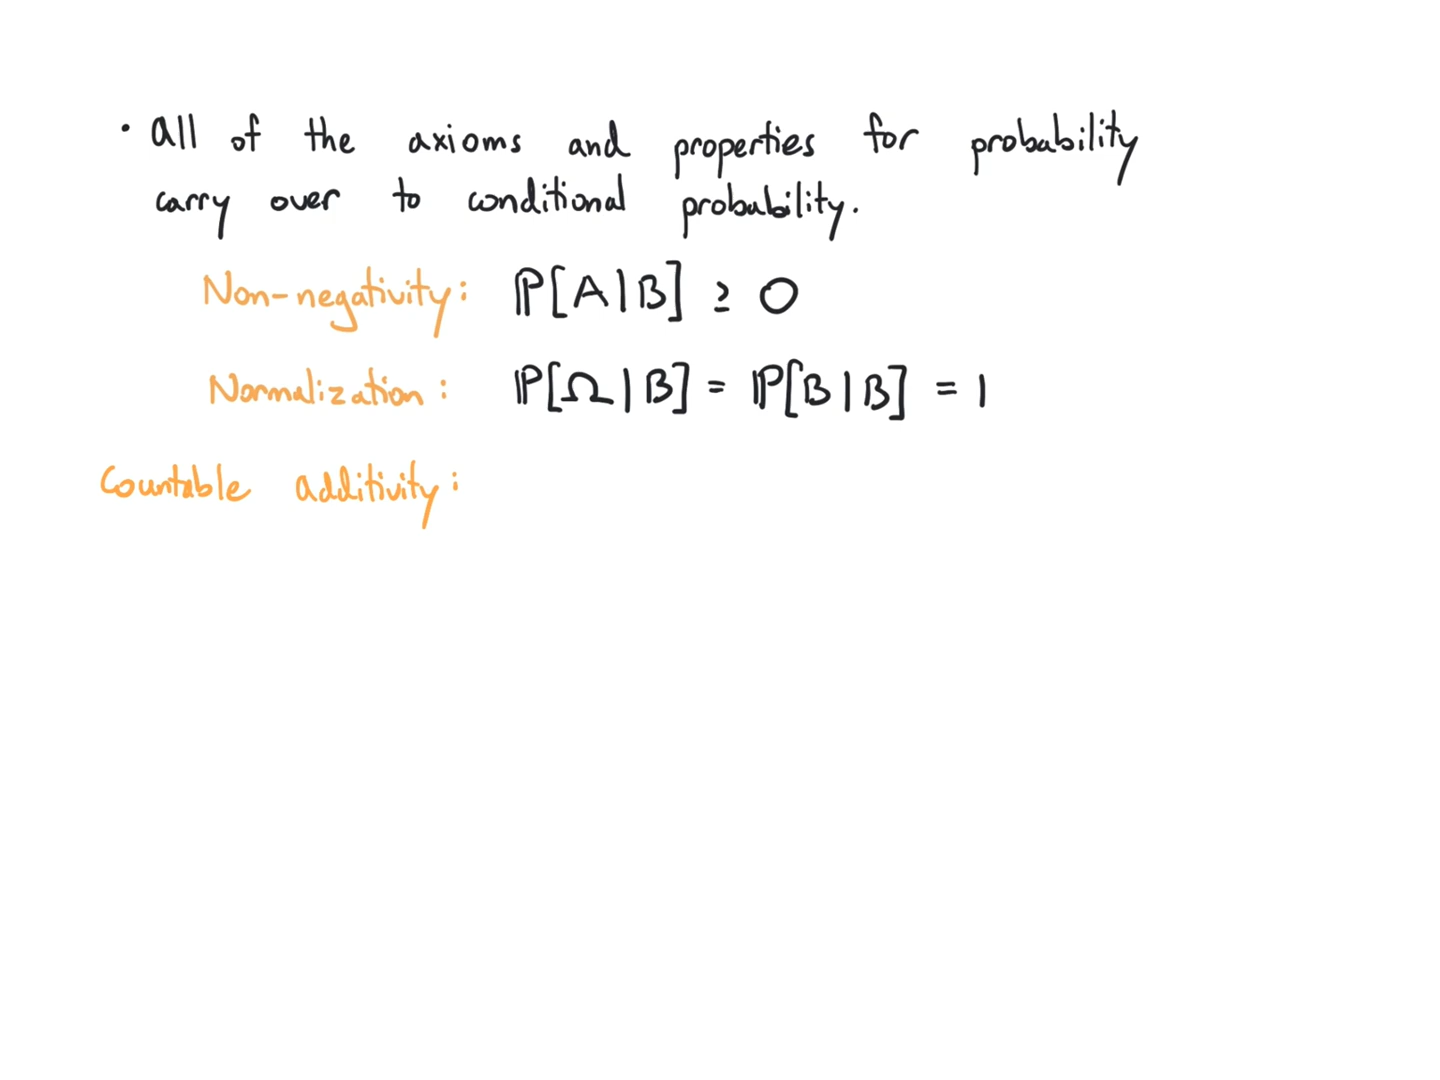 • all of the axioms and properties for probability
carry over to conditional probability.
Non-negativity: ℙ[A|B] ≥ 0
Normalization: ℙ[Ω|B] = ℙ[B|B] = 1
Countable additivity: